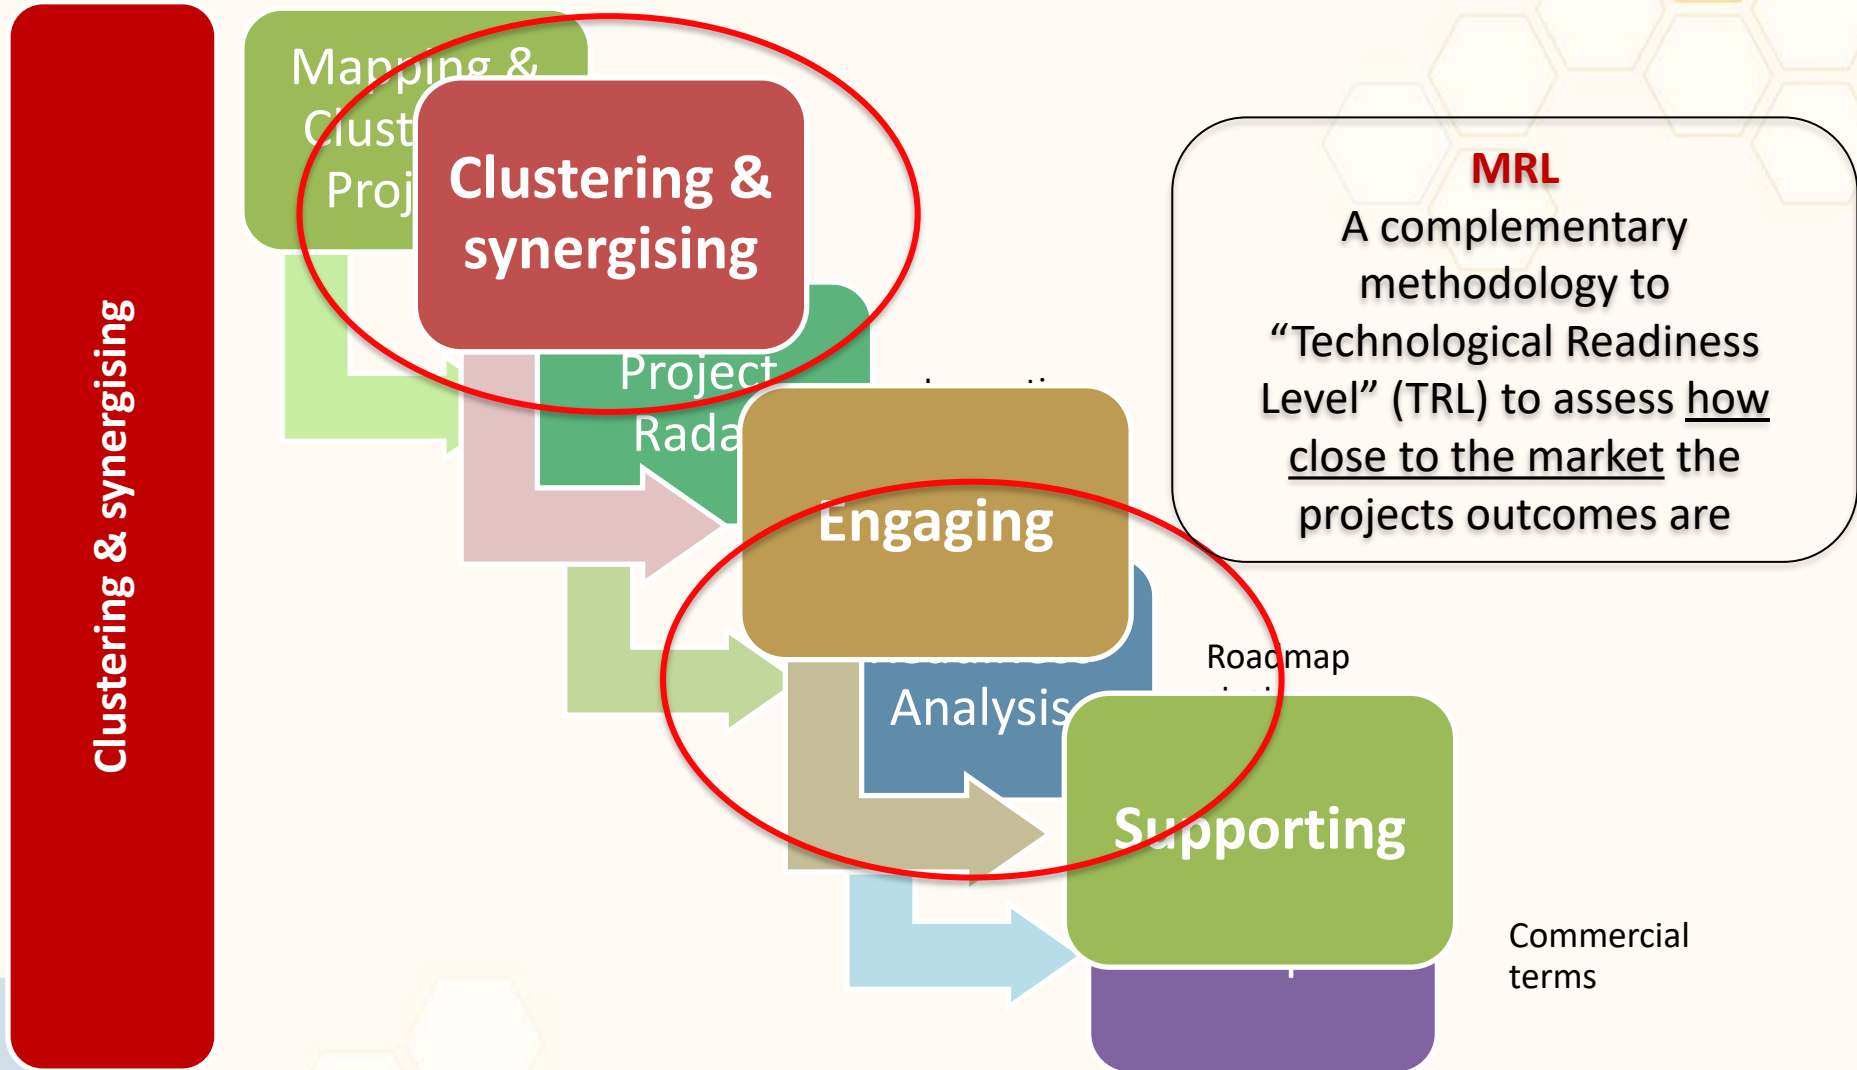 Clustering & synergising
Mapping &
Clust
Proj
Clustering &
synergising
Project
Rada
Engaging
Analysis
Supporting
MRL
A complementary
methodology to
“Technological Readiness
Level” (TRL) to assess how
close to the market the
projects outcomes are
Roadmap
Commercial
terms